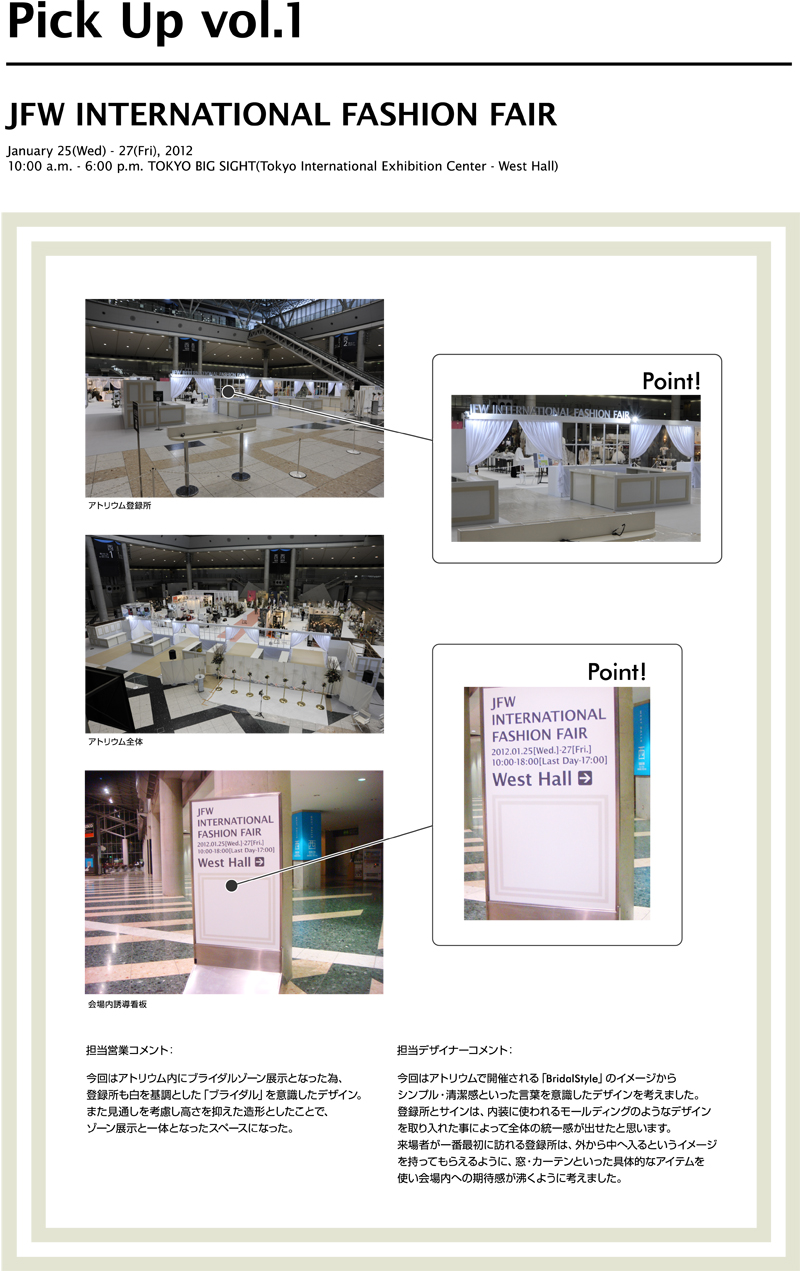 Pick Up vol.1
JFW INTERNATIONAL FASHION FAIR
January 25(Wed) - 27(Fri), 2012
10:00 a.m. - 6:00 p.m. TOKYO BIG SIGHT(Tokyo International Exhibition Center - West Hall)
JFW INTERNATIONAL FASHION FAIR
アトリウム登録所
Point!
JFW INTERNATIONAL FASHION FAIR
アトリウム全体
JFW
INTERNATIONAL
FASHION FAIR
2012.01.25[Wed.]-27[Fri.]
10:00-18:00[Last Day-17:00]
West Hall
会場内誘導看板
Point!
JFW
INTERNATIONAL
FASHION FAIR
2012.01.25[Wed.]-27[Fri.]
10:00-18:00[Last Day-17:00]
West Hall
担当営業コメント：
今回はアトリウム内にブライダルゾーン展示となった為、
登録所も白を基調とした「ブライダル」を意識したデザイン。
また見通しを考慮し高さを抑えた造形としたことで、
ゾーン展示と一体となったスペースになった。
担当デザイナーコメント：
今回はアトリウムで開催される「BridalStyle」のイメージから
シンプル・清潔感といった言葉を意識したデザインを考えました。
登録所とサインは、内装に使われるモールディングのようなデザイン
を取り入れた事によって全体の統一感が出せたと思います。
来場者が一番最初に訪れる登録所は、外から中へ入るというイメージ
を持ってもらえるように、窓・カーテンといった具体的なアイテムを
使い会場内への期待感が沸くように考えました。